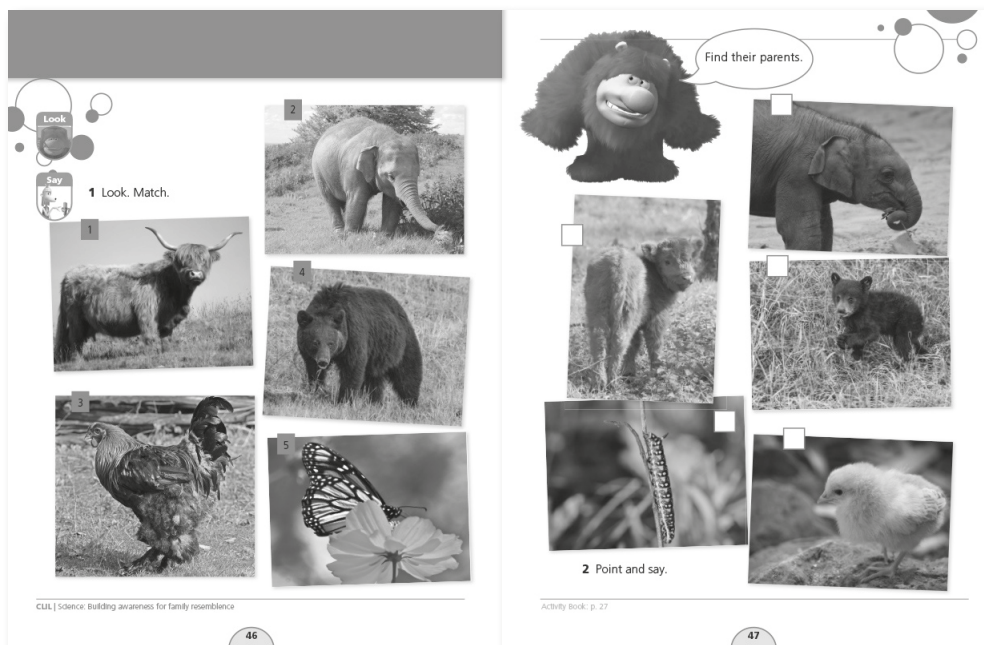 Look
Say
1 Look. Match.
1
2
3
4
5
CLIL | Science: Building awareness for family resemblence
46
Find their parents.
2 Point and say.
Activity Book: p. 27
47